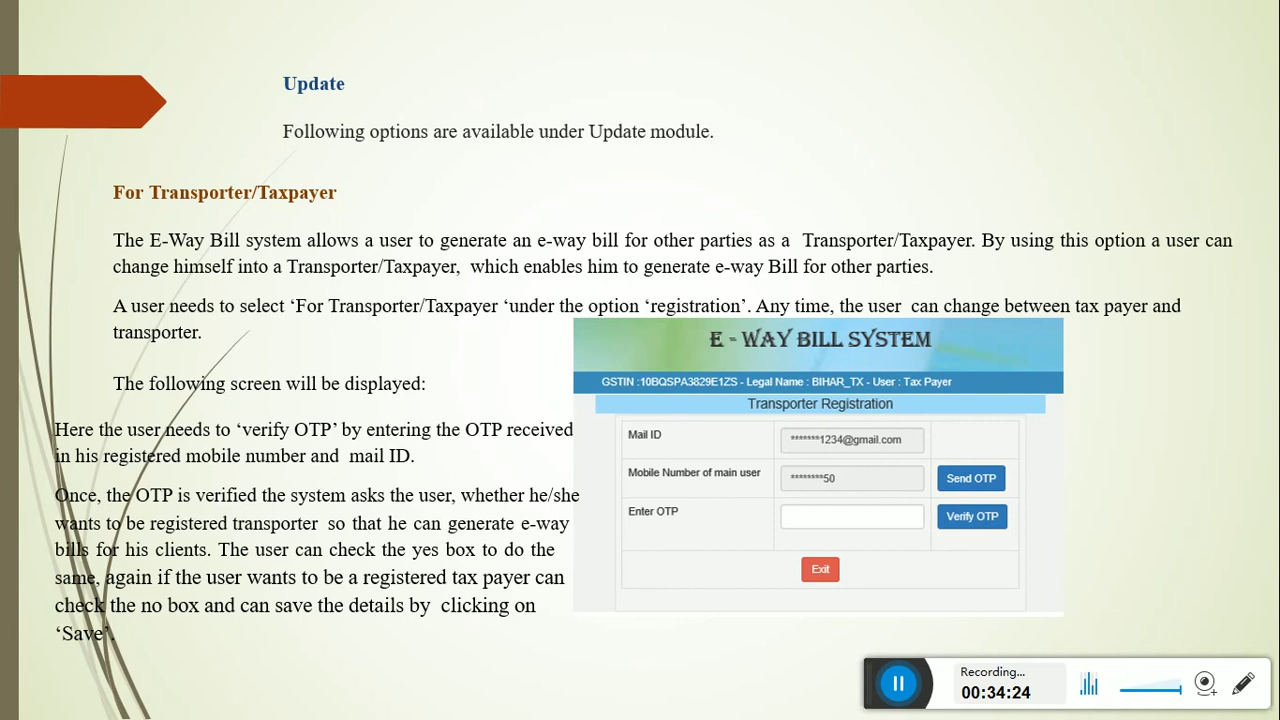 Update
Following options are available under Update module.
For Transporter/Taxpayer
The E-Way Bill system allows a user to generate an e-way bill for other parties as a Transporter/Taxpayer. By using this option a user can
change himself into a Transporter/Taxpayer, which enables him to generate e-way Bill for other parties.
A user needs to select ‘For Transporter/Taxpayer ‘under the option ‘registration’. Any time, the user can change between tax payer and
transporter.
The following screen will be displayed:
Here the user needs to ‘verify OTP’ by entering the OTP received
in his registered mobile number and mail ID.
Once, the OTP is verified the system asks the user, whether he/she
wants to be registered transporter so that he can generate e-way
bills for his clients. The user can check the yes box to do the
same, again if the user wants to be a registered tax payer can
check the no box and can save the details by clicking on
‘Save’.
E - WAY BILL SYSTEM
GSTIN :10BQSPA3829E1ZS - Legal Name : BIHAR_TX - User : Tax Payer
Transporter Registration
Mail ID
*******1234@gmail.com
Mobile Number of main user
********50
Send OTP
Enter OTP
Verify OTP
Exit
Recording...
00:34:24